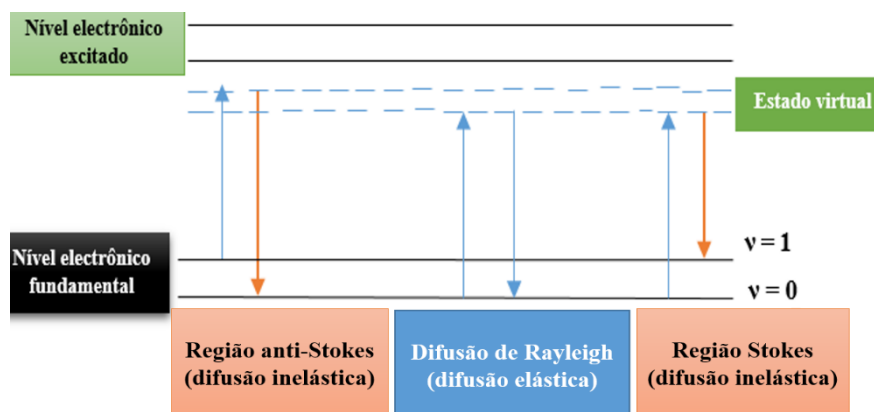 Nível electrônico
excitado
Estado virtual
Nível electrônico
fundamental
ν = 1
ν = 0
Região anti-Stokes
(difusão inelástica)
Difusão de Rayleigh
(difusão elástica)
Região Stokes
(difusão inelástica)